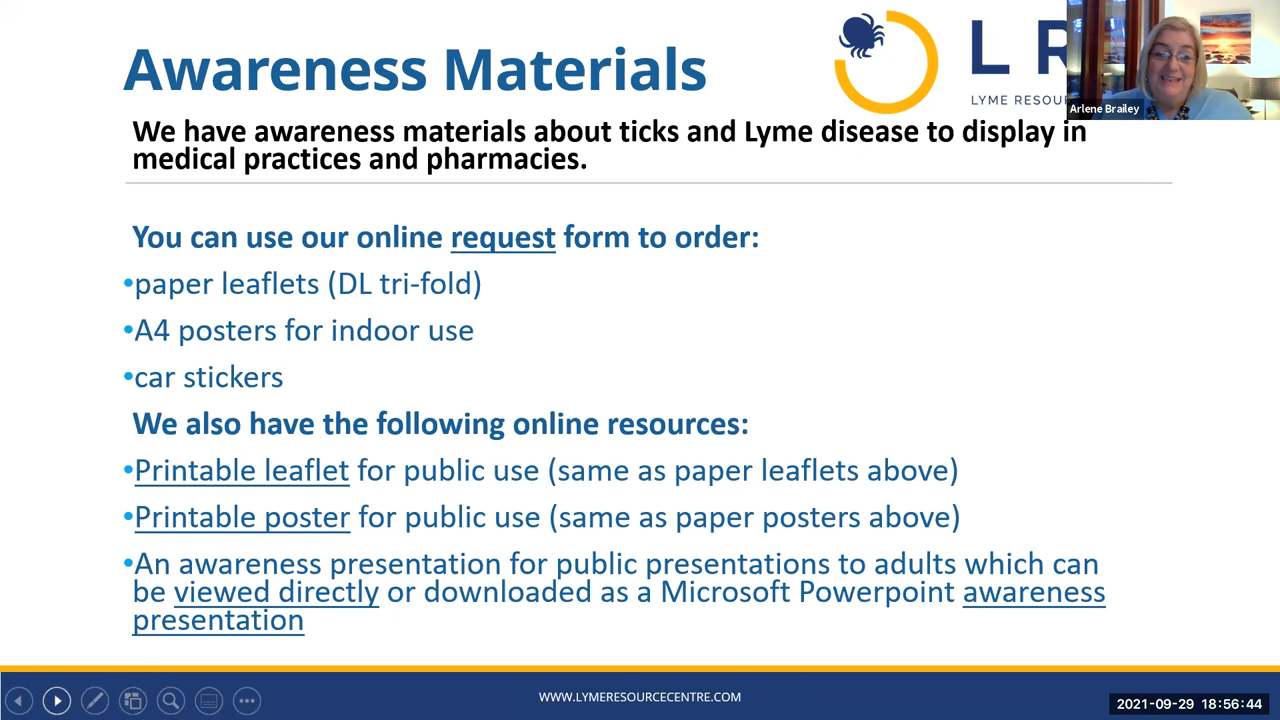 Awareness Materials
L R
LYME RESOU
Arlene Brailey
We have awareness materials about ticks and Lyme disease to display in
medical practices and pharmacies.
You can use our online request form to order:
•paper leaflets (DL tri-fold)
•A4 posters for indoor use
•car stickers
We also have the following online resources:
•Printable leaflet for public use (same as paper leaflets above)
•Printable poster for public use (same as paper posters above)
•An awareness presentation for public presentations to adults which can
be viewed directly or downloaded as a Microsoft Powerpoint awareness
presentation
WWW.LYMERESOURCECENTRE.COM
2021-09-29 18:56:44